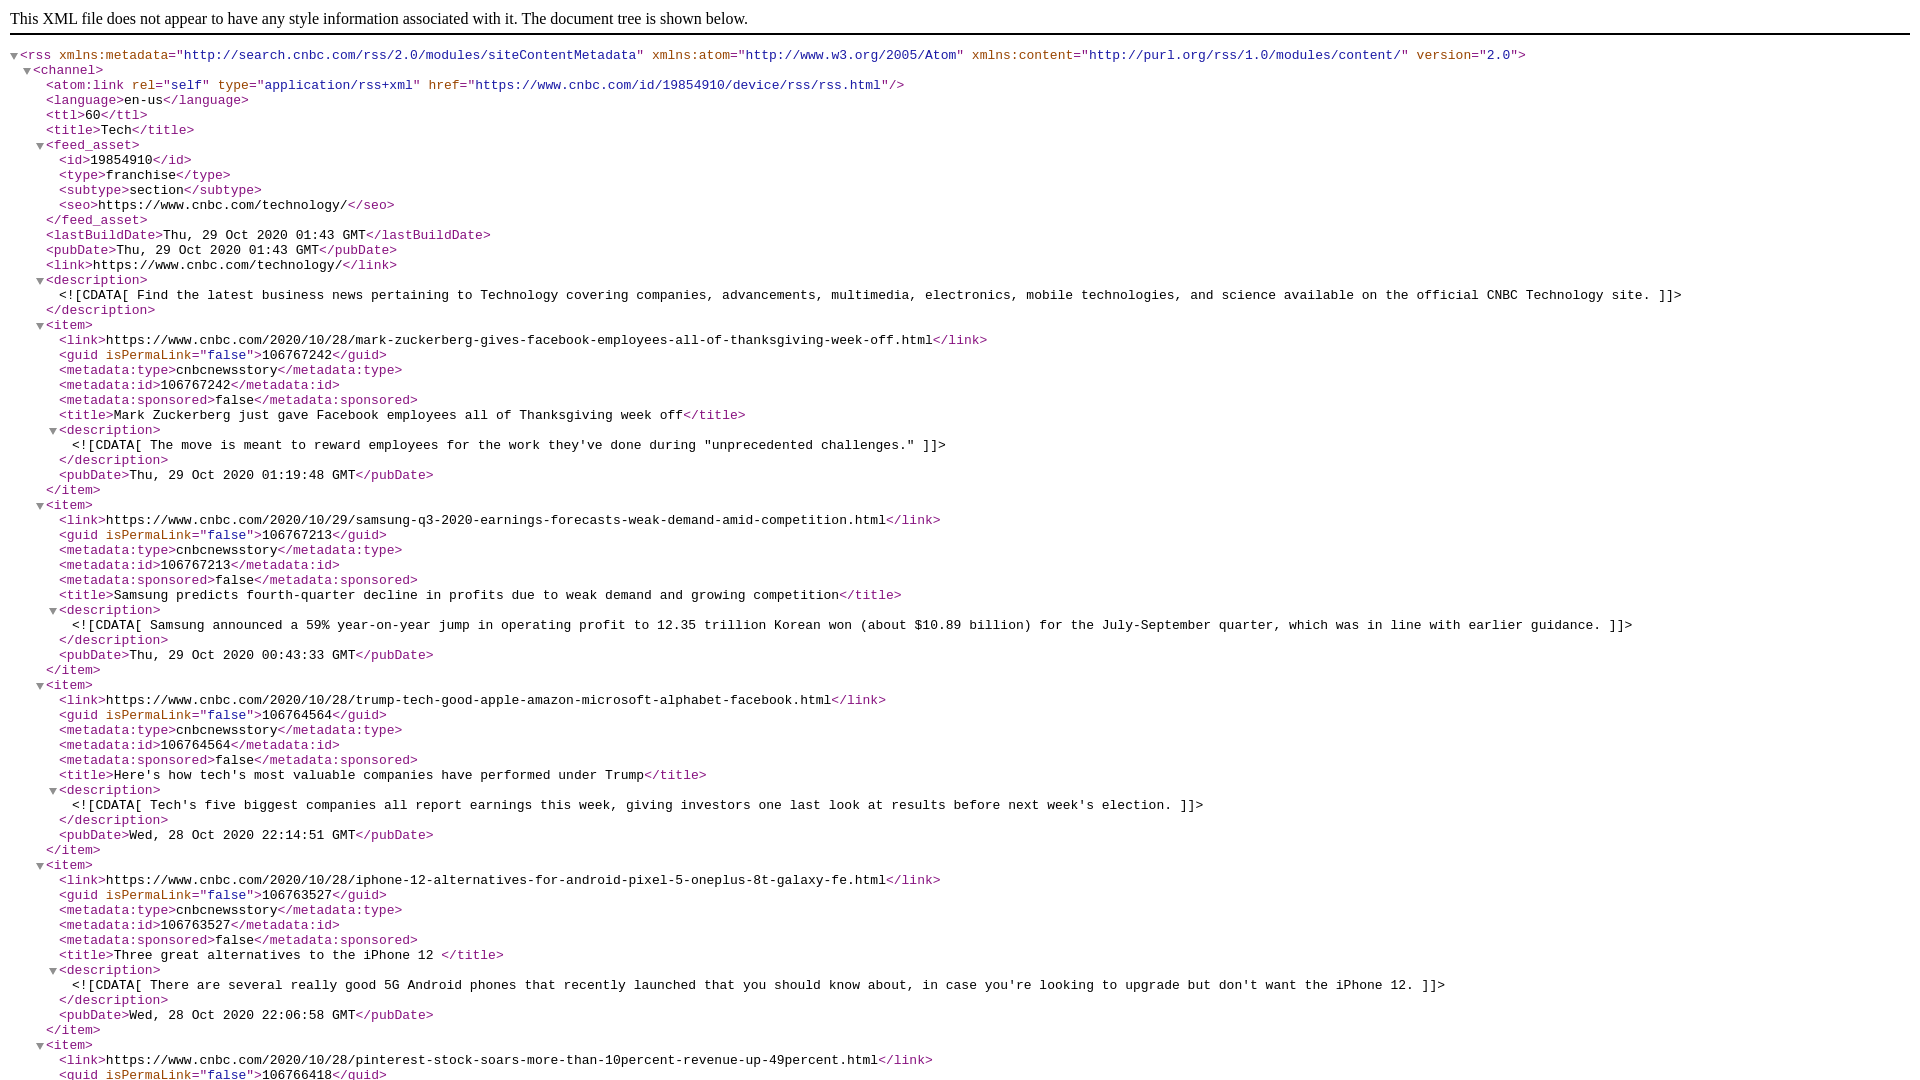 This XML file does not appear to have any style information associated with it. The document tree is shown below.
<rss xmlns:metadata="http://search.cnbc.com/rss/2.0/modules/siteContentMetadata" xmlns:atom="http://www.w3.org/2005/Atom" xmlns:content="http://purl.org/rss/1.0/modules/content/" version="2.0">
<channel>
<atom:link rel="self" type="application/rss+xml" href="https://www.cnbc.com/id/19854910/device/rss/rss.html"/>
<language>en-us</language>
<ttl>60</ttl>
<title>Tech</title>
<feed_asset>
<id>19854910</id>
<type>franchise</type>
<subtype>section</subtype>
<seo>https://www.cnbc.com/technology/</seo>
</feed_asset>
<lastBuildDate>Thu, 29 Oct 2020 01:43 GMT</lastBuildDate>
<pubDate>Thu, 29 Oct 2020 01:43 GMT</pubDate>
<link>https://www.cnbc.com/technology/</link>
<description>
<![CDATA[ Find the latest business news pertaining to Technology covering companies, advancements, multimedia, electronics, mobile technologies, and science available on the official CNBC Technology site. ]]>
</description>
<item>
<link>https://www.cnbc.com/2020/10/28/mark-zuckerberg-gives-facebook-employees-all-of-thanksgiving-week-off.html</link>
<guid isPermaLink="false">106767242</guid>
<metadata:type>cnbcnewsstory</metadata:type>
<metadata:id>106767242</metadata:id>
<metadata:sponsored>false</metadata:sponsored>
<title>Mark Zuckerberg just gave Facebook employees all of Thanksgiving week off</title>
<description>
<![CDATA[ The move is meant to reward employees for the work they've done during "unprecedented challenges." ]]>
</description>
<pubDate>Thu, 29 Oct 2020 01:19:48 GMT</pubDate>
</item>
<item>
<link>https://www.cnbc.com/2020/10/29/samsung-q3-2020-earnings-forecasts-weak-demand-amid-competition.html</link>
<guid isPermaLink="false">106767213</guid>
<metadata:type>cnbcnewsstory</metadata:type>
<metadata:id>106767213</metadata:id>
<metadata:sponsored>false</metadata:sponsored>
<title>Samsung predicts fourth-quarter decline in profits due to weak demand and growing competition</title>
<description>
<![CDATA[ Samsung announced a 59% year-on-year jump in operating profit to 12.35 trillion Korean won (about $10.89 billion) for the July-September quarter, which was in line with earlier guidance. ]]>
</description>
<pubDate>Thu, 29 Oct 2020 00:43:33 GMT</pubDate>
</item>
<item>
<link>https://www.cnbc.com/2020/10/28/trump-tech-good-apple-amazon-microsoft-alphabet-facebook.html</link>
<guid isPermaLink="false">106764564</guid>
<metadata:type>cnbcnewsstory</metadata:type>
<metadata:id>106764564</metadata:id>
<metadata:sponsored>false</metadata:sponsored>
<title>Here's how tech's most valuable companies have performed under Trump</title>
<description>
<![CDATA[ Tech's five biggest companies all report earnings this week, giving investors one last look at results before next week's election. ]]>
</description>
<pubDate>Wed, 28 Oct 2020 22:14:51 GMT</pubDate>
</item>
<item>
<link>https://www.cnbc.com/2020/10/28/iphone-12-alternatives-for-android-pixel-5-oneplus-8t-galaxy-fe.html</link>
<guid isPermaLink="false">106763527</guid>
<metadata:type>cnbcnewsstory</metadata:type>
<metadata:id>106763527</metadata:id>
<metadata:sponsored>false</metadata:sponsored>
<title>Three great alternatives to the iPhone 12 </title>
<description>
<![CDATA[ There are several really good 5G Android phones that recently launched that you should know about, in case you're looking to upgrade but don't want the iPhone 12. ]]>
</description>
<pubDate>Wed, 28 Oct 2020 22:06:58 GMT</pubDate>
</item>
<item>
<link>https://www.cnbc.com/2020/10/28/pinterest-stock-soars-more-than-10percent-revenue-up-49percent.html</link>
<guid isPermaLink="false">106766418</guid>